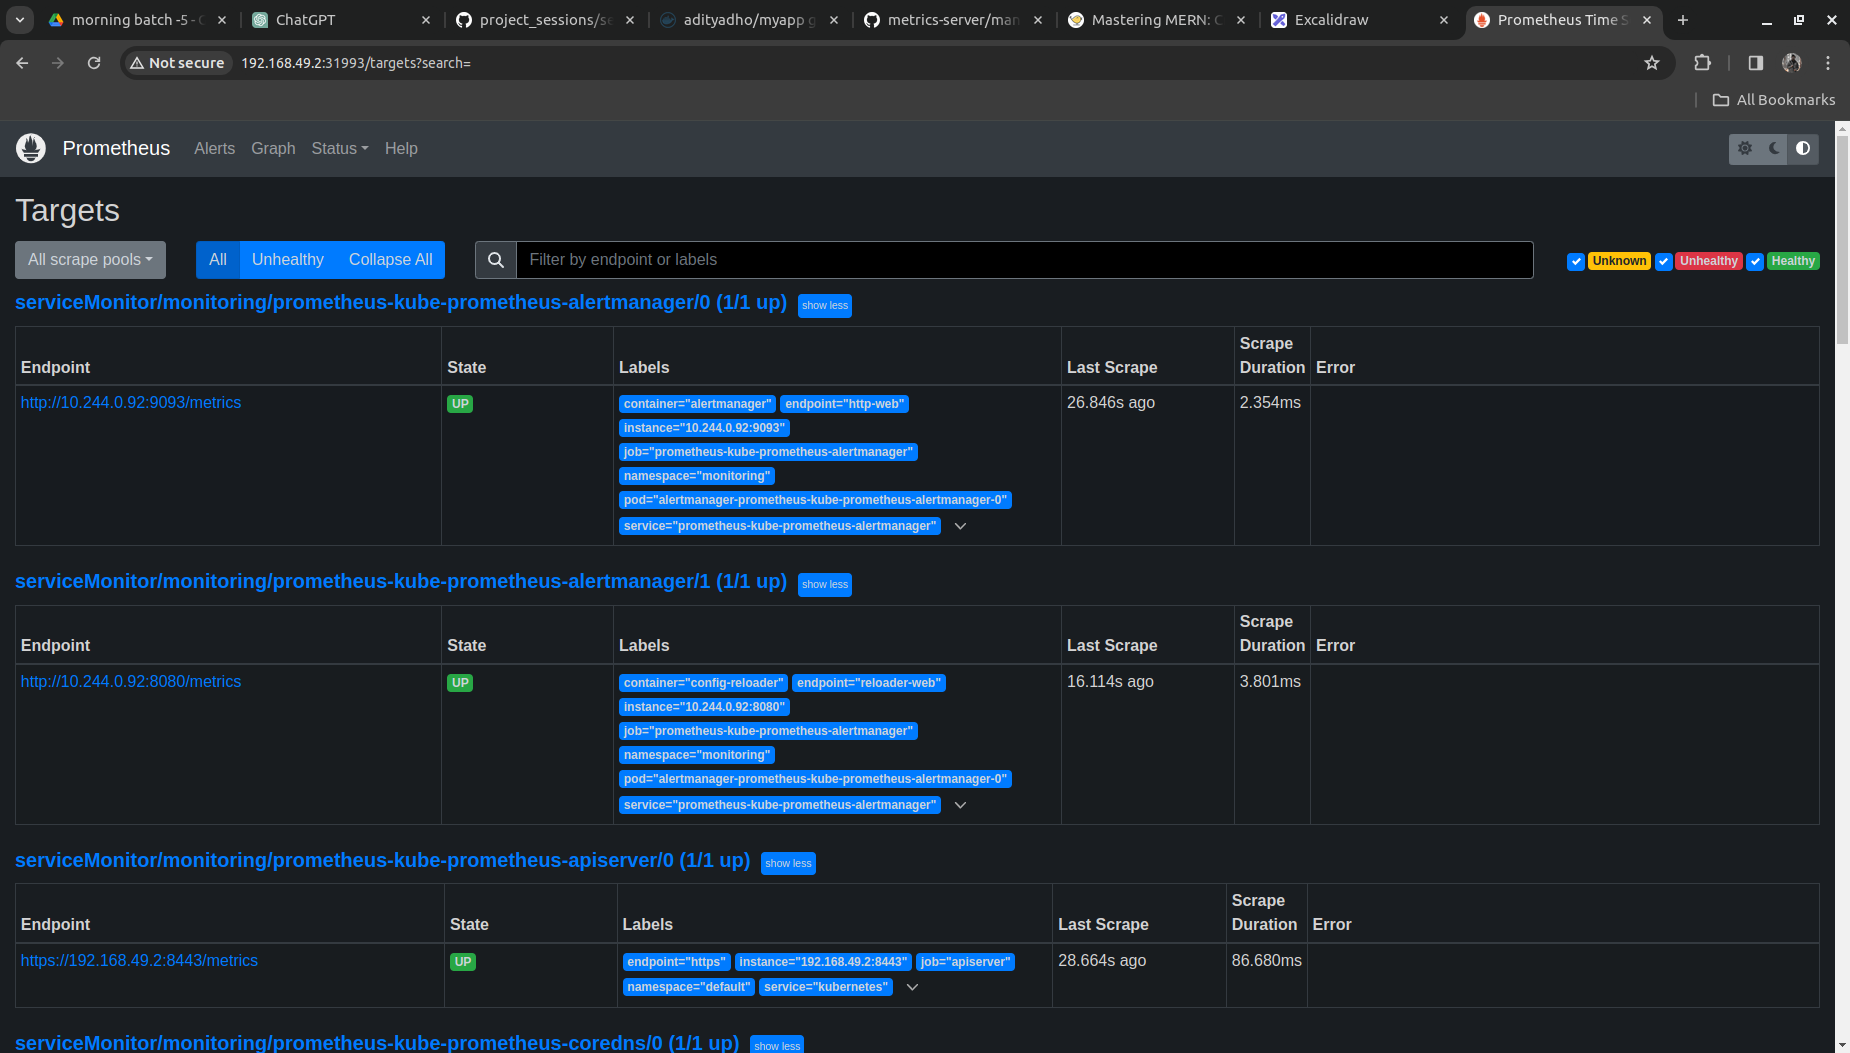 morning batch -5 - C
ChatGPT
project_sessions/se
adityadho/myapp g
metrics-server/man
Mastering MERN: C
Excalidraw
Prometheus Time S
Not secure 192.168.49.2:31993/targets?search=
All Bookmarks
Prometheus Alerts Graph Status Help
Targets
All scrape pools All Unhealthy Collapse All Filter by endpoint or labels Unknown Unhealthy Healthy
serviceMonitor/monitoring/prometheus-kube-prometheus-alertmanager/0 (1/1 up) show less
Endpoint State Labels Last Scrape Scrape Duration Error
http://10.244.0.92:9093/metrics UP container="alertmanager" endpoint="http-web" 26.846s ago 2.354ms
instance="10.244.0.92:9093"
job="prometheus-kube-prometheus-alertmanager"
namespace="monitoring"
pod="alertmanager-prometheus-kube-prometheus-alertmanager-0"
service="prometheus-kube-prometheus-alertmanager"
serviceMonitor/monitoring/prometheus-kube-prometheus-alertmanager/1 (1/1 up) show less
Endpoint State Labels Last Scrape Scrape Duration Error
http://10.244.0.92:8080/metrics UP container="config-reloader" endpoint="reloader-web" 16.114s ago 3.801ms
instance="10.244.0.92:8080"
job="prometheus-kube-prometheus-alertmanager"
namespace="monitoring"
pod="alertmanager-prometheus-kube-prometheus-alertmanager-0"
service="prometheus-kube-prometheus-alertmanager"
serviceMonitor/monitoring/prometheus-kube-prometheus-apiserver/0 (1/1 up) show less
Endpoint State Labels Last Scrape Scrape Duration Error
https://192.168.49.2:8443/metrics UP endpoint="https" instance="192.168.49.2:8443" job="apiserver" 28.664s ago 86.680ms
namespace="default" service="kubernetes"
serviceMonitor/monitoring/prometheus-kube-prometheus-coredns/0 (1/1 up) show less